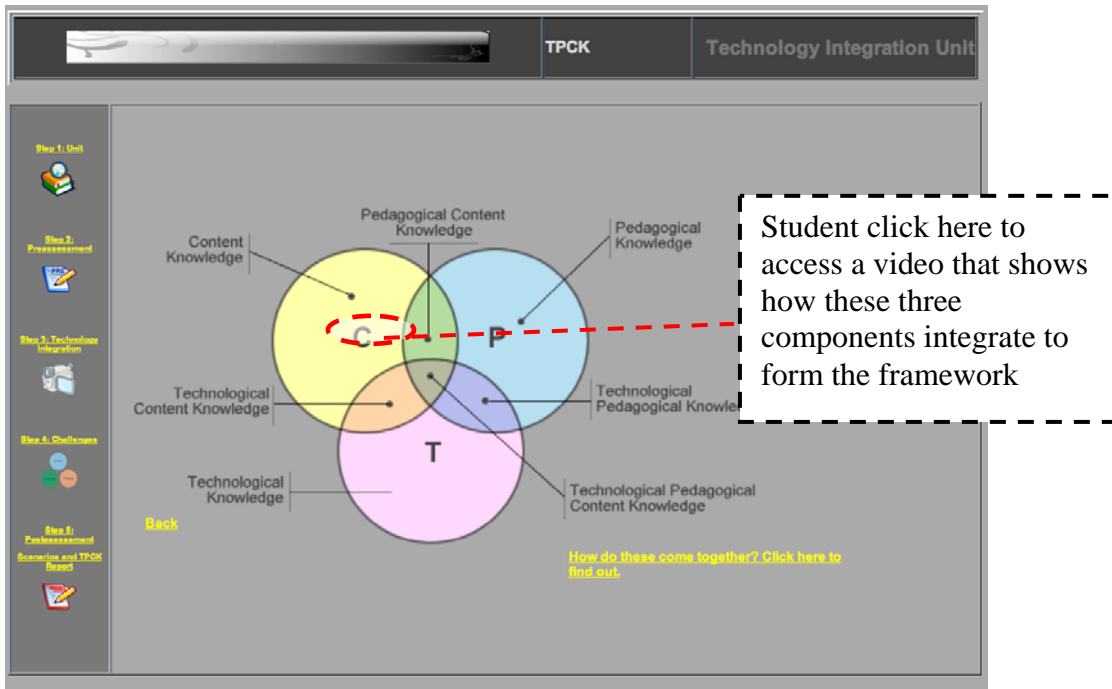 TPCK
Technology Integration Unit
Step 1: Unit
Step 2:
Preassessment
Step 3: Technology
Integration
Step 4: Challenges
Step 5:
Postassessment
Scenarios and TPCK
Report
Pedagogical Content
Knowledge
Content
Knowledge
Pedagogical
Knowledge
C
P
Technological
Content Knowledge
Technological
Pedagogical Knowle
T
Technological
Knowledge
Technological Pedagogical
Content Knowledge
Back
How do these come together? Click here to
find out.
Student click here to
access a video that shows
how these three
components integrate to
form the framework